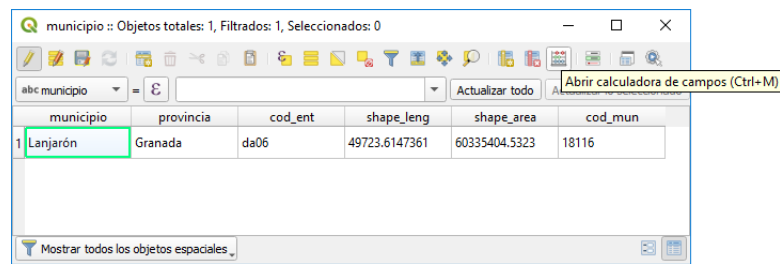 municipio :: Objetos totales: 1, Filtrados: 1, Seleccionados: 0
abc municipio = ε Actualizar todo
Abrir calculadora de campos (Ctrl+M)
municipio provincia cod_ent shape_leng shape_area cod_mun
1 Lanjarón Granada da06 49723.6147361 60335404.5323 18116
Mostrar todos los objetos espaciales